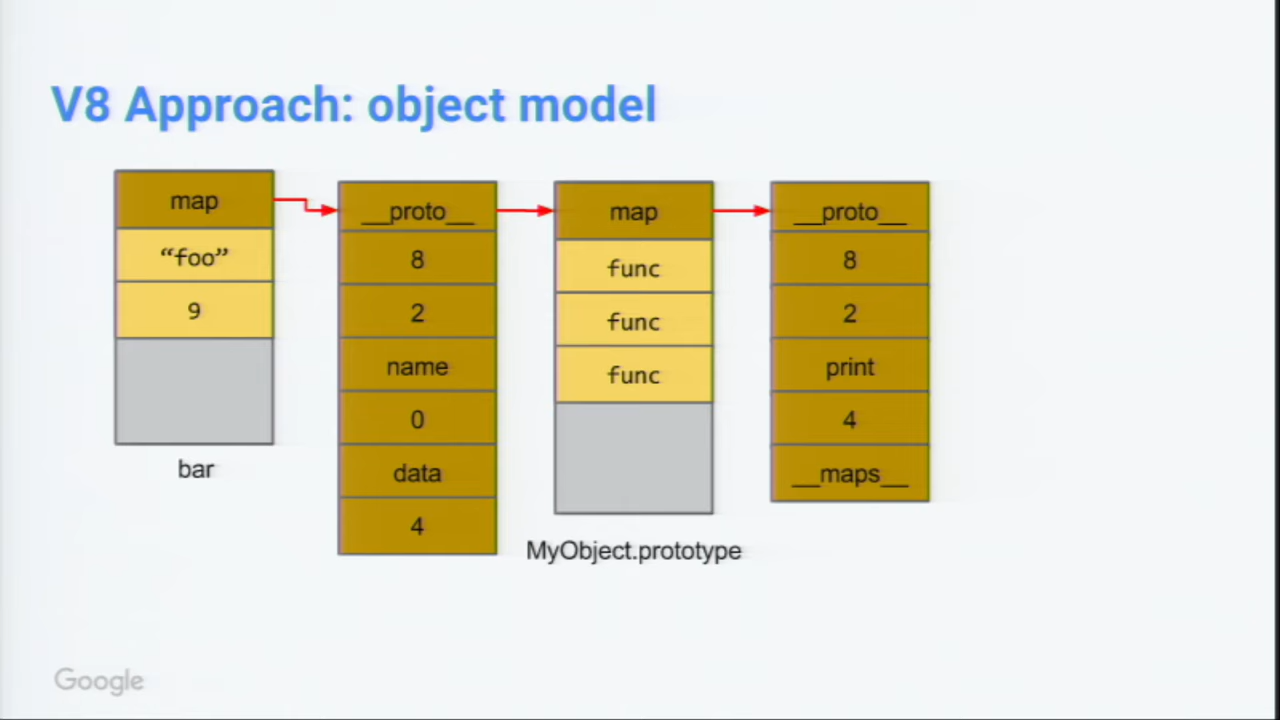 V8 Approach: object model
map
“foo”
9
bar
__proto__
8
2
name
0
data
4
map
func
func
func
MyObject.prototype
__proto__
8
2
print
4
__maps__
Google